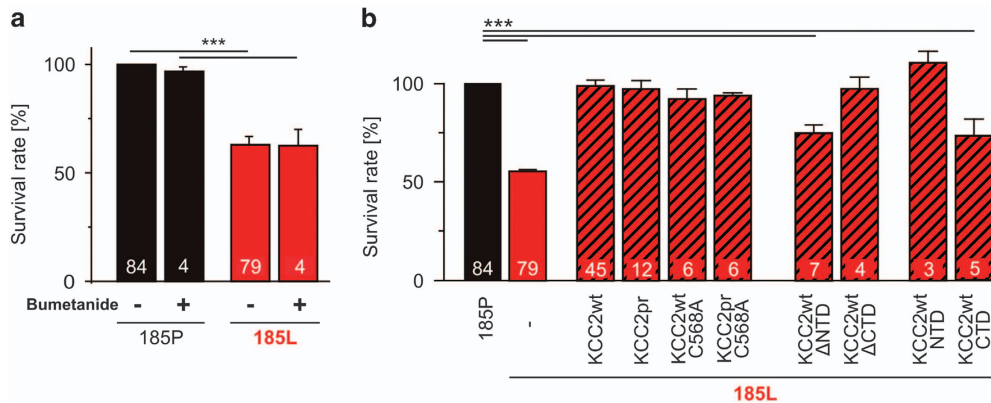 a
Survival rate [%]
100
50
0
***
84
4
79
4
Bumetanide
-
+
-
+
185P
185L
b
Survival rate [%]
100
50
0
***
84
79
45
12
6
6
7
4
3
5
185P
-
KCC2wt
KCC2pr
KCC2wt
C568A
KCC2pr
C568A
KCC2wt
ΔNTD
KCC2wt
ΔCTD
KCC2wt
NTD
KCC2wt
CTD
185L